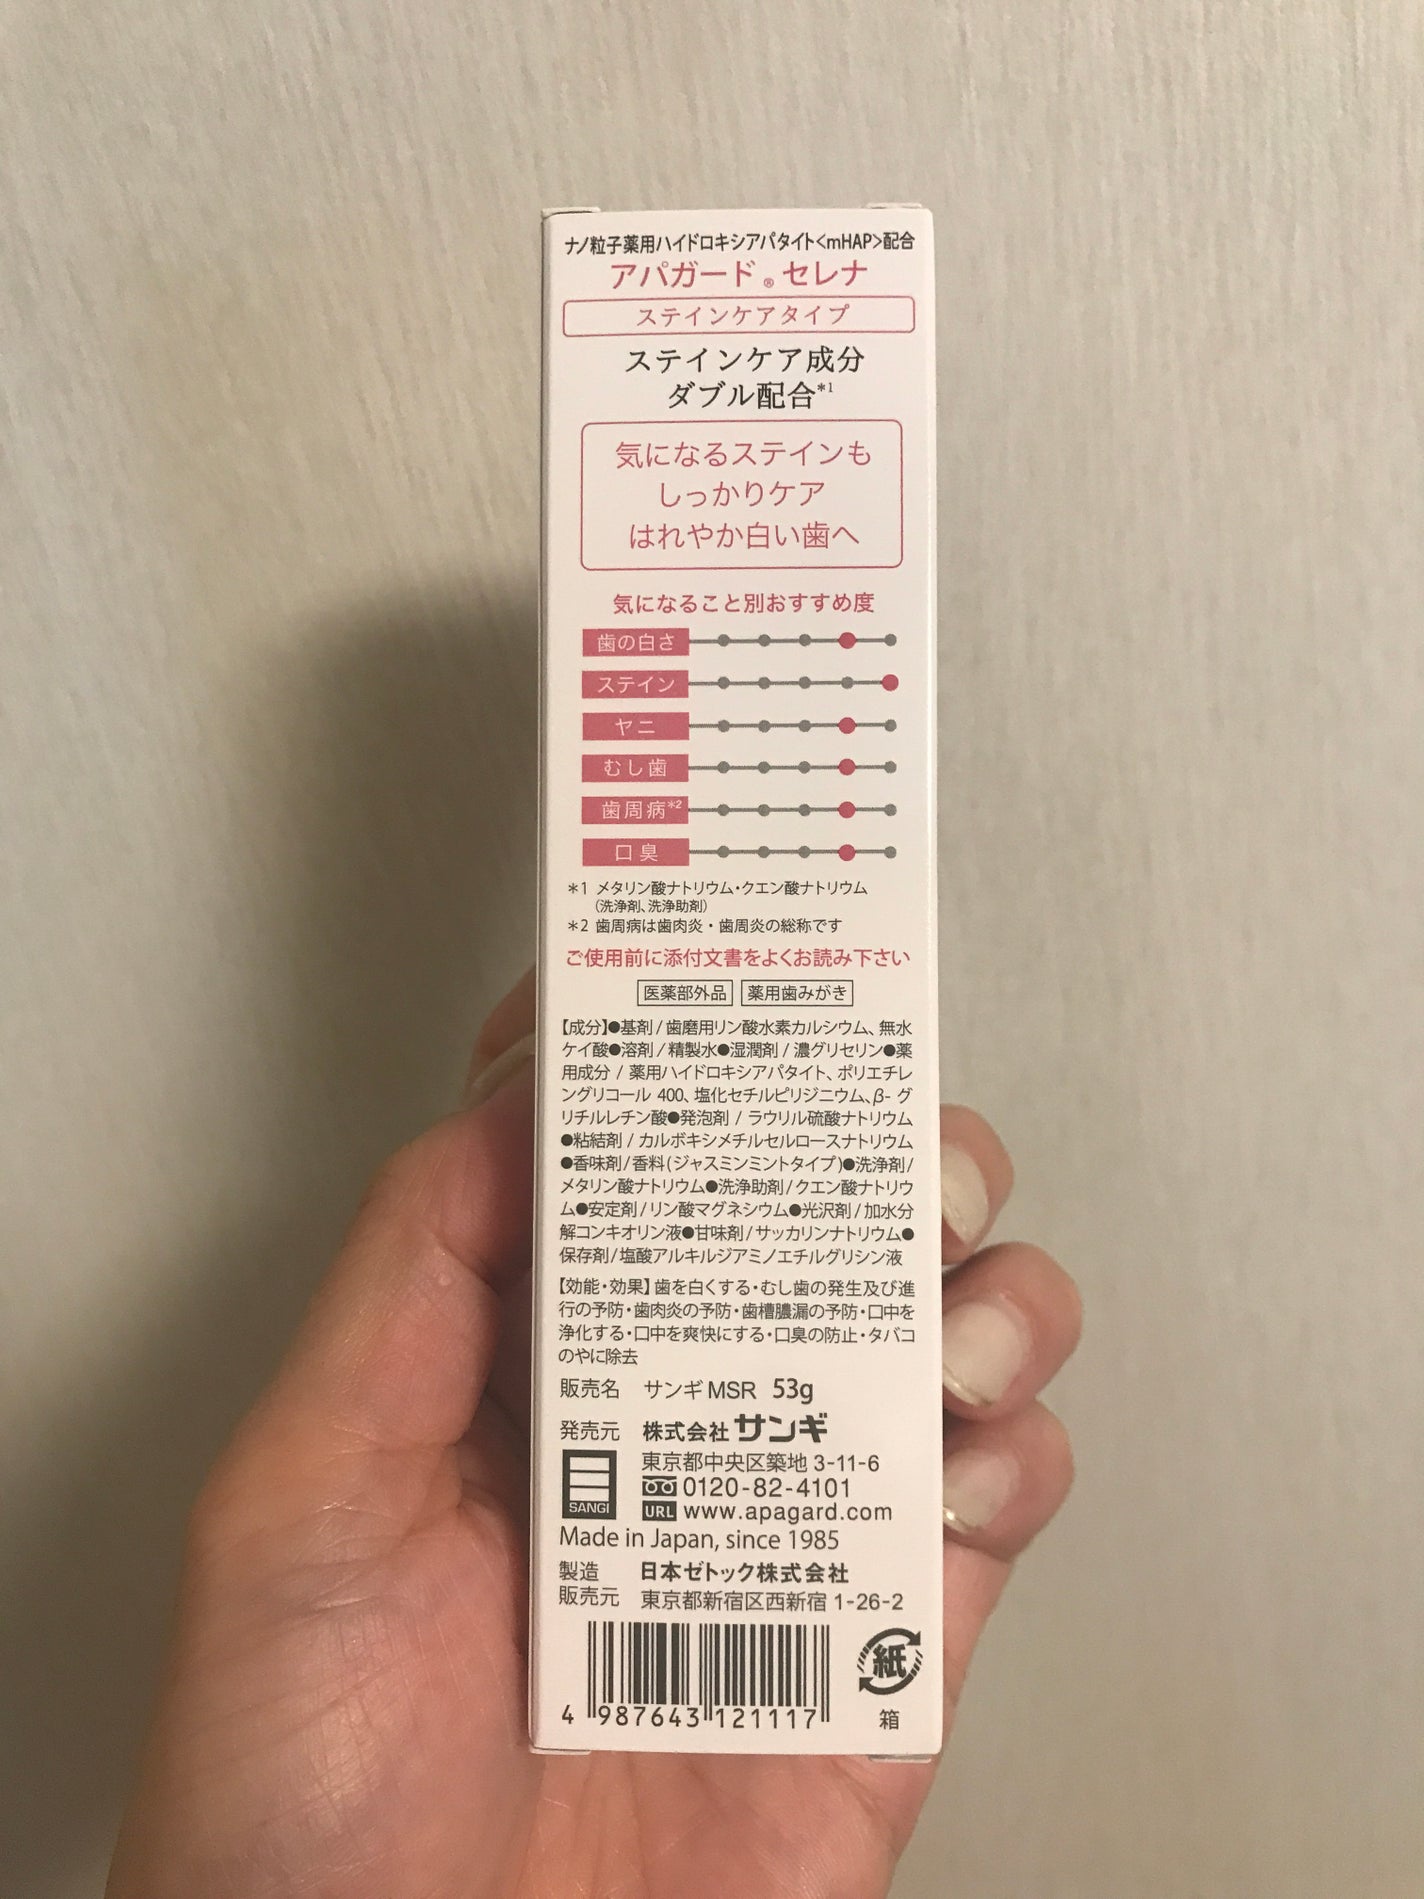 ナノ粒子薬用ハイドロキシアパタイト<mHAP>配合
アパガード®セレナ
ステインケアタイプ
ステインケア成分
ダブル配合*1
気になるステインも
しっかりケア
はれやか白い歯へ
気になること別おすすめ度
歯の白さ
ステイン
ヤニ
むし歯
歯周病*2
口臭
*1 メタリン酸ナトリウム・クエン酸ナトリウム
(洗浄剤、洗浄助剤)
*2 歯周病は歯肉炎・歯周炎の総称です
ご使用前に添付文書をよくお読み下さい
医薬部外品 薬用歯みがき
【成分】●基剤/歯磨用リン酸水素カルシウム、無水
ケイ酸●溶剤/精製水●湿潤剤/濃グリセリン●薬
用成分/薬用ハイドロキシアパタイト、ポリエチレ
ングリコール 400、塩化セチルピリジニウム、β-グ
リチルレチン酸●発泡剤/ラウリル硫酸ナトリウム
●粘結剤/カルボキシメチルセルロースナトリウム
●香味剤/香料(ジャスミンミントタイプ)●洗浄剤/
メタリン酸ナトリウム●洗浄助剤/クエン酸ナトリウ
ム●安定剤/リン酸マグネシウム●光沢剤/加水分
解コンキオリン液●甘味剤/サッカリンナトリウム●
保存剤/塩酸アルキルジアミノエチルグリシン液
【効能・効果】歯を白くする・むし歯の発生及び進
行の予防・歯肉炎の予防・歯槽膿漏の予防・口中を
浄化する・口中を爽快にする・口臭の防止・タバコ
のやに除去
販売名 サンギMSR 53g
発売元 株式会社サンギ
東京都中央区築地 3-11-6
0120-82-4101
SANGI
URL www.apagard.com
Made in Japan, since 1985
製造 日本ゼトック株式会社
販売元 東京都新宿区西新宿 1-26-2
4 987643 121117
紙
箱